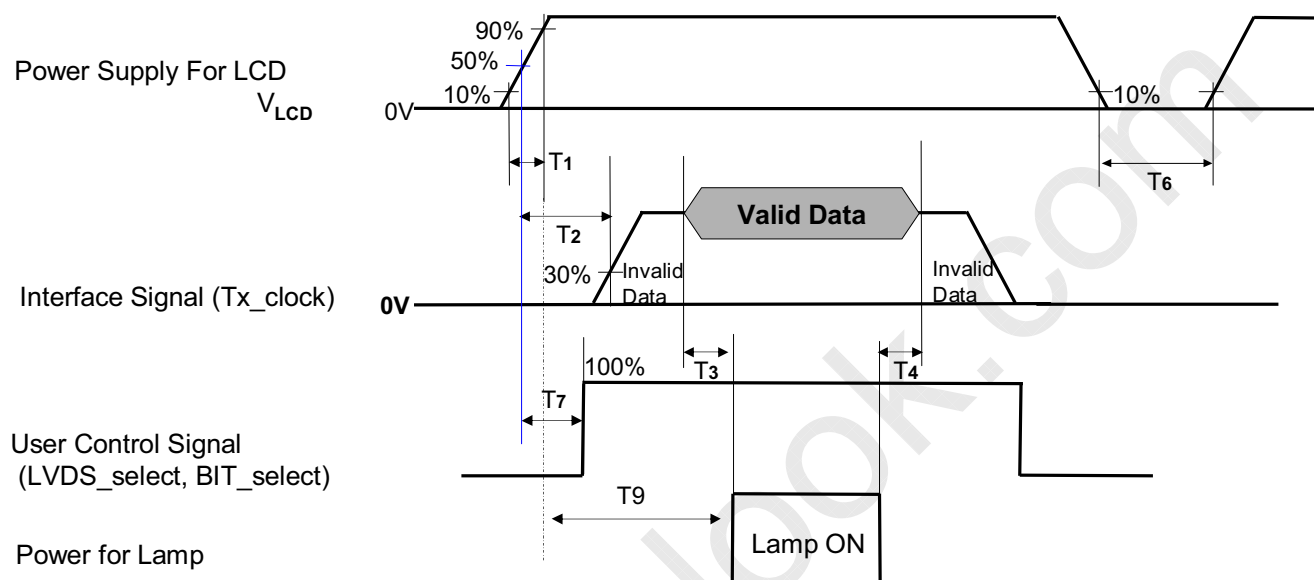 90%
50%
Power Supply For LCD
10%
VLCD
0V
10%
T1
T6
Valid Data
T2
30%
Invalid
Data
Invalid
Data
Interface Signal (Tx_clock)
0V
T3
T4
100%
T7
User Control Signal
(LVDS_select, BIT_select)
T9
Power for Lamp
Lamp ON
look.com